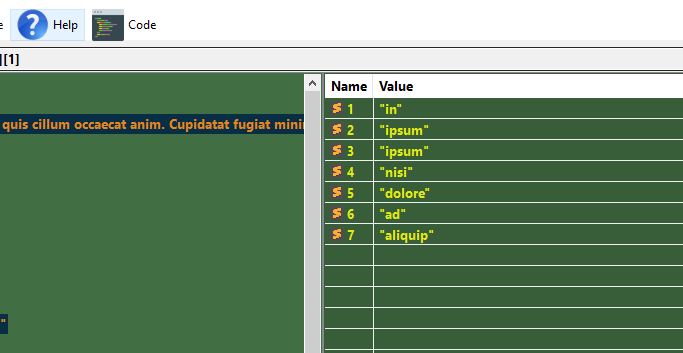 Help Code
][1]
Name Value
1 "in"
quis cillum occaecat anim. Cupidatat fugiat
2 "ipsum"
3 "ipsum"
4 "nisi"
5 "dolore"
6 "ad"
7 "aliquip"
"